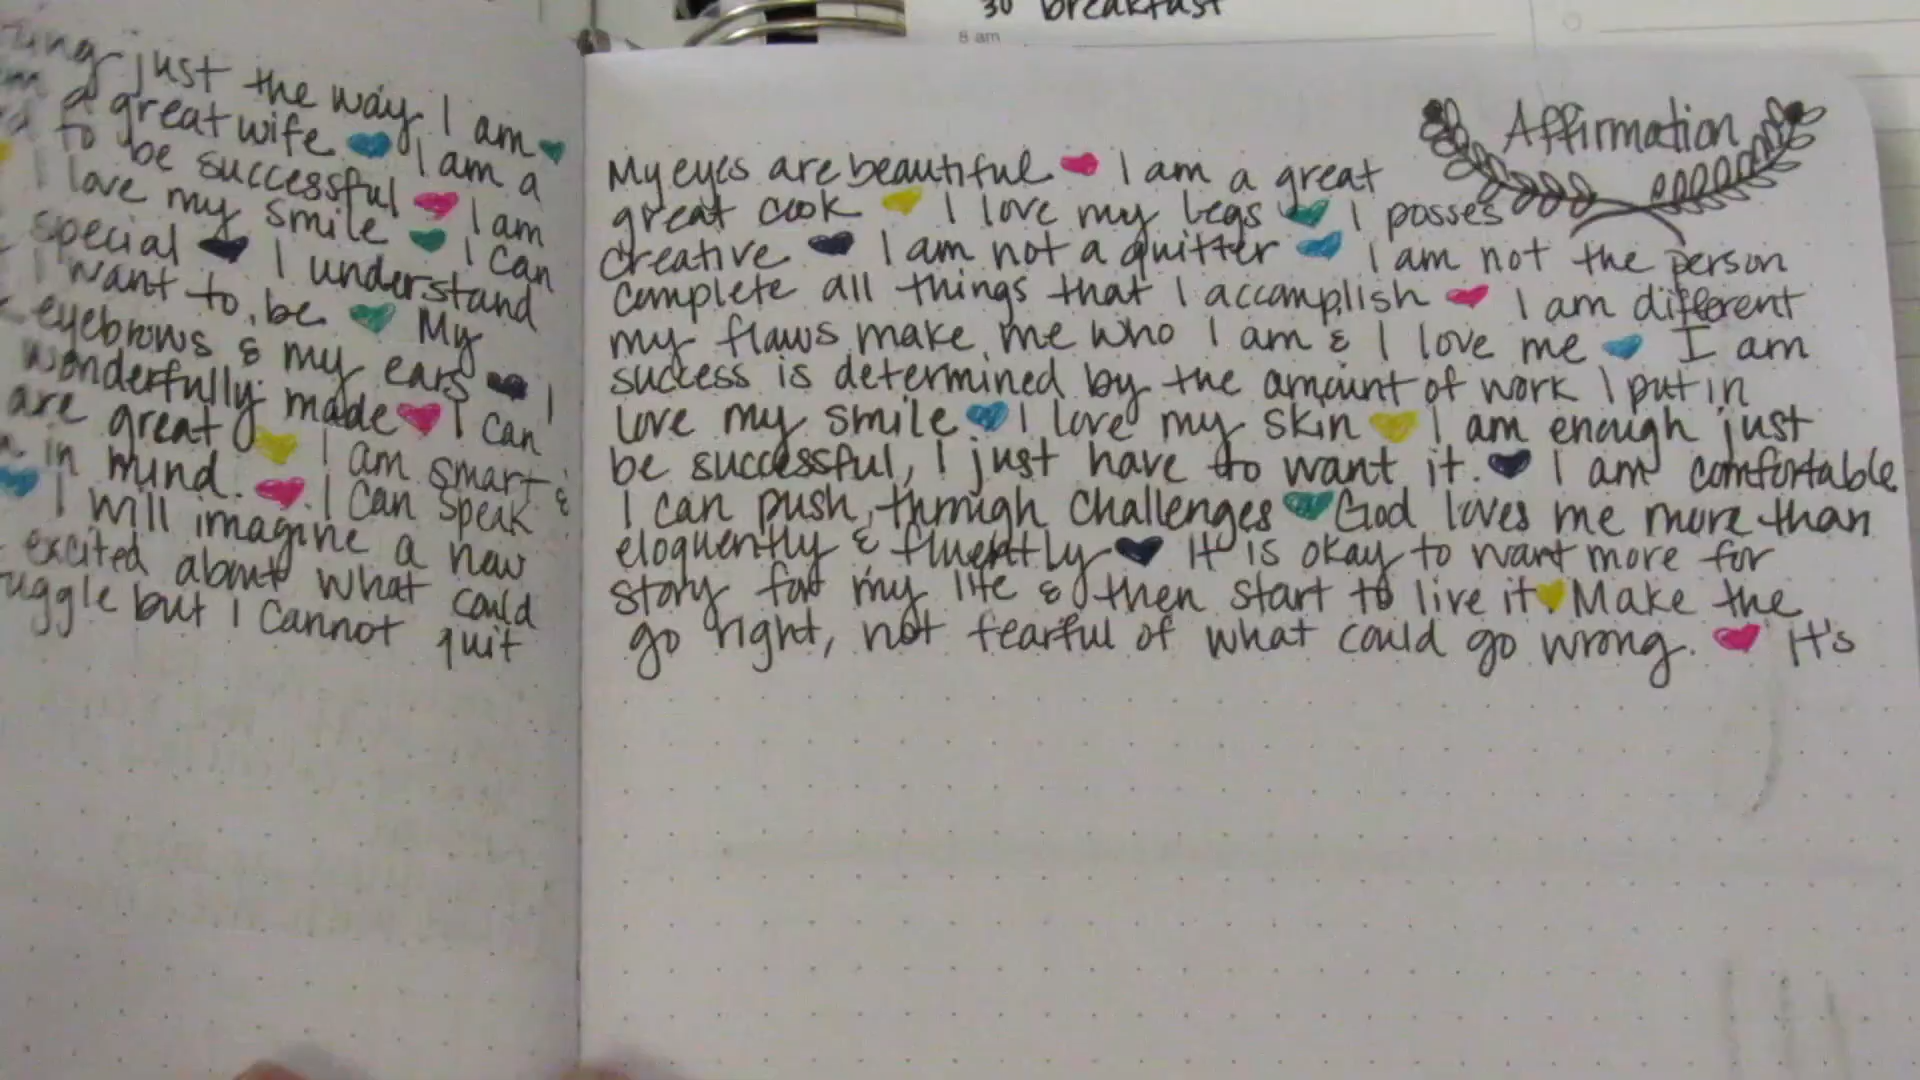 30 breakfast
8 am
just the way I am
a great wife I am a
to be successful I am
I love my smile I can
special I understand
I want to be My
eyebrows & my ears I
wonderfully made I can
are great I am smart &
in mind. I can speak
I will imagine a new
excited about what could
but I cannot quit
Affirmation
My eyes are beautiful I am a great
great cook I love my legs I posses
creative I am not a quitter I am not the person
complete all things that I accomplish I am different
my flaws make me who I am & I love me I am
success is determined by the amount of work I put in
love my smile I love my skin I am enough just
be successful, I just have to want it. I am comfortable
I can push through challenges God loves me more than
eloquently & fluently It is okay to want more for
story for my life & then start to live it Make the
go right, not fearful of what could go wrong. It's